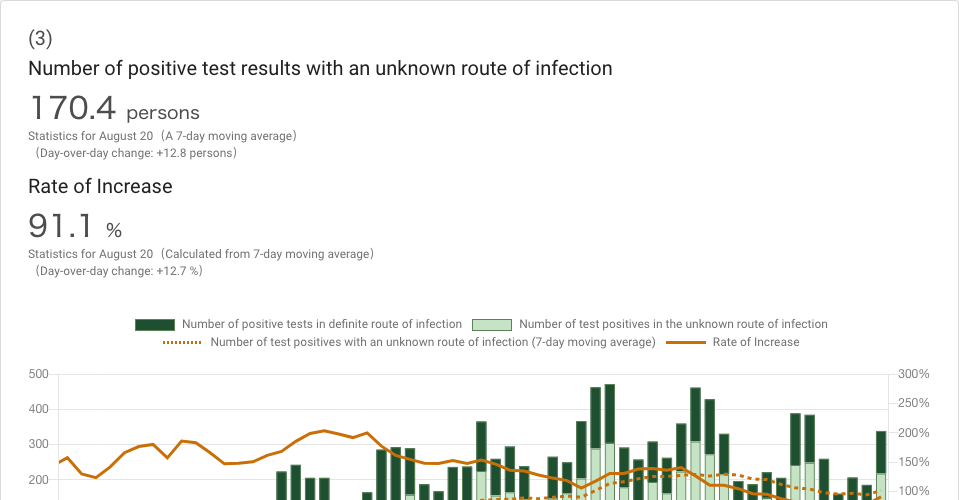 (3)
Number of positive test results with an unknown route of infection
170.4 persons
Statistics for August 20（A 7-day moving average）
（Day-over-day change: +12.8 persons）
Rate of Increase
91.1 %
Statistics for August 20（Calculated from 7-day moving average）
（Day-over-day change: +12.7 %）
Number of positive tests in definite route of infection Number of test positives in the unknown route of infection
Number of test positives with an unknown route of infection (7-day moving average) Rate of Increase
500 300%
250%
400
200%
300
150%
200
100%